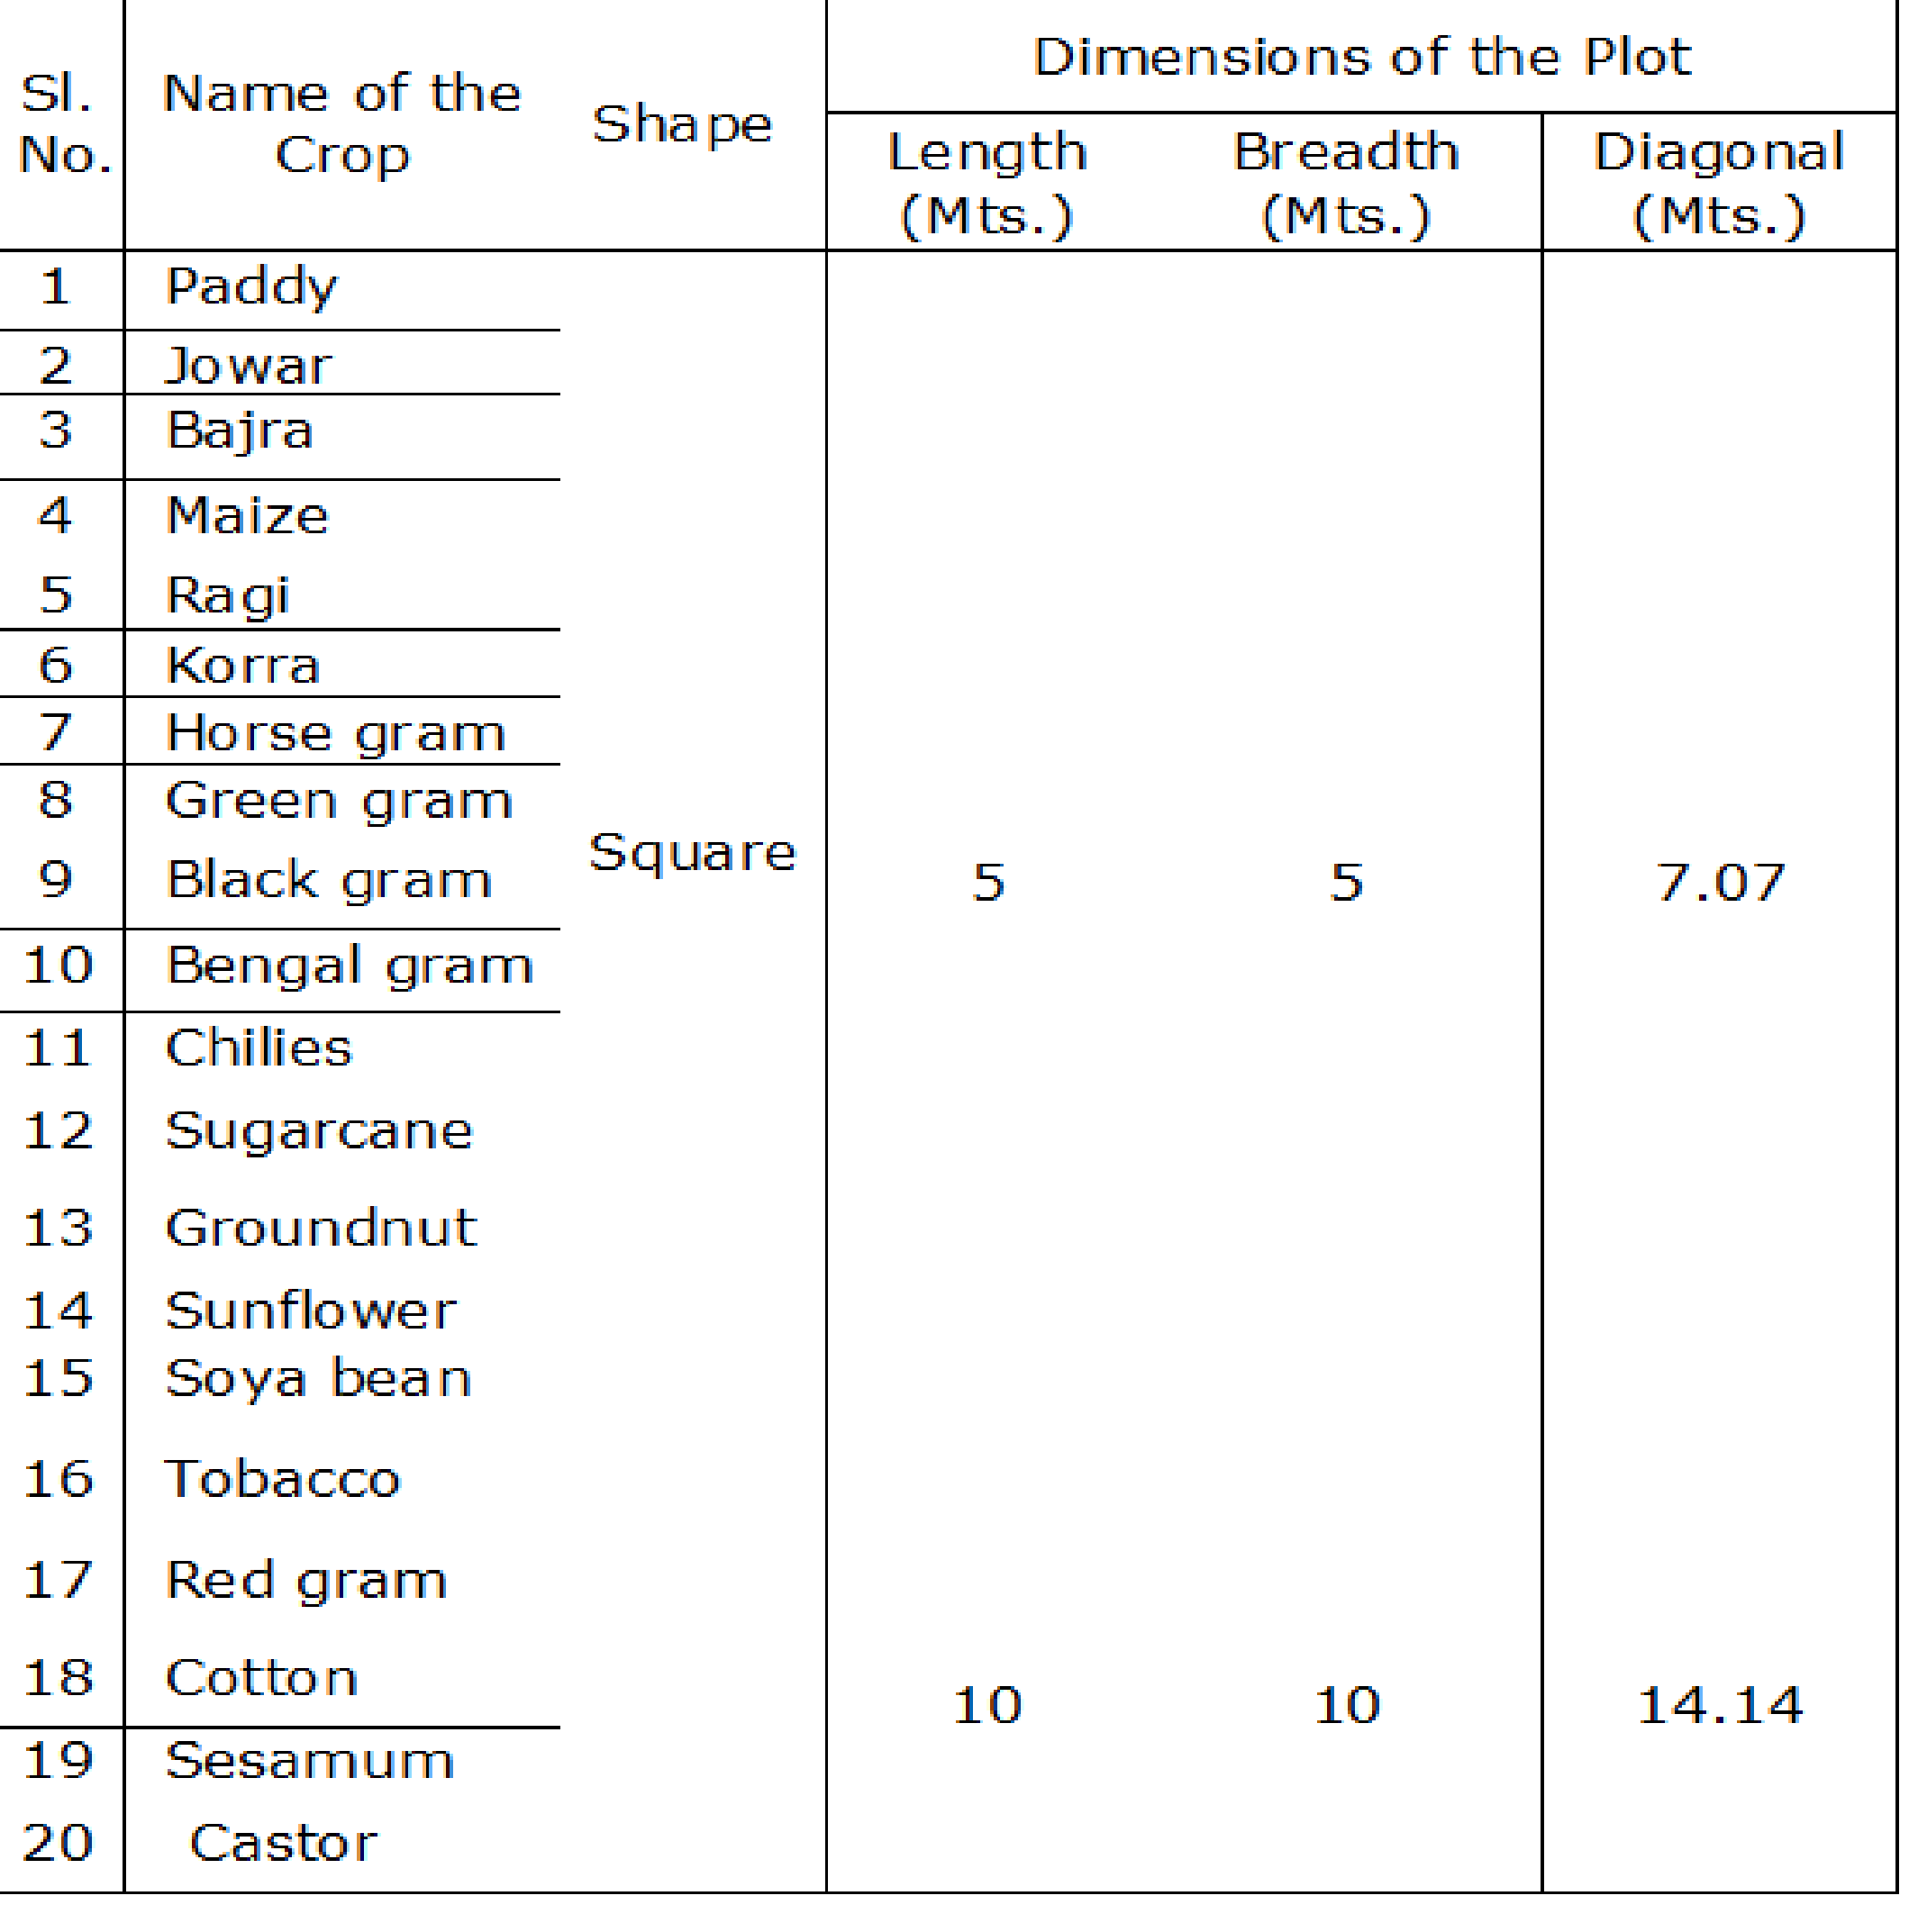 Sl. No.
Name of the Crop
Shape
Dimensions of the Plot
Length (Mts.)
Breadth (Mts.)
Diagonal (Mts.)
1 Paddy
2 Jowar
3 Bajra
4 Maize
5 Ragi
6 Korra
7 Horse gram
8 Green gram
Square
9 Black gram 5 5 7.07
10 Bengal gram
11 Chilies
12 Sugarcane
13 Groundnut
14 Sunflower
15 Soya bean
16 Tobacco
17 Red gram
18 Cotton 10 10 14.14
19 Sesamum
20 Castor